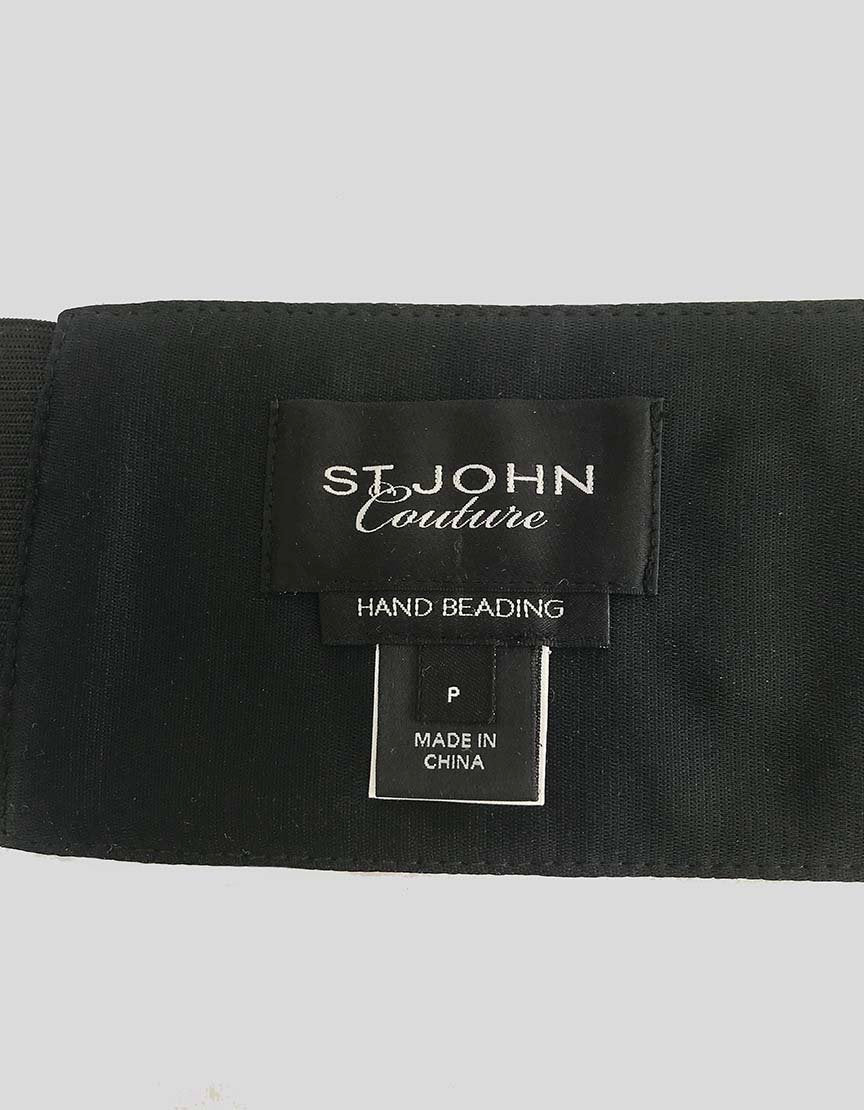 ST. JOHN
Couture
HAND BEADING
P
MADE IN
CHINA